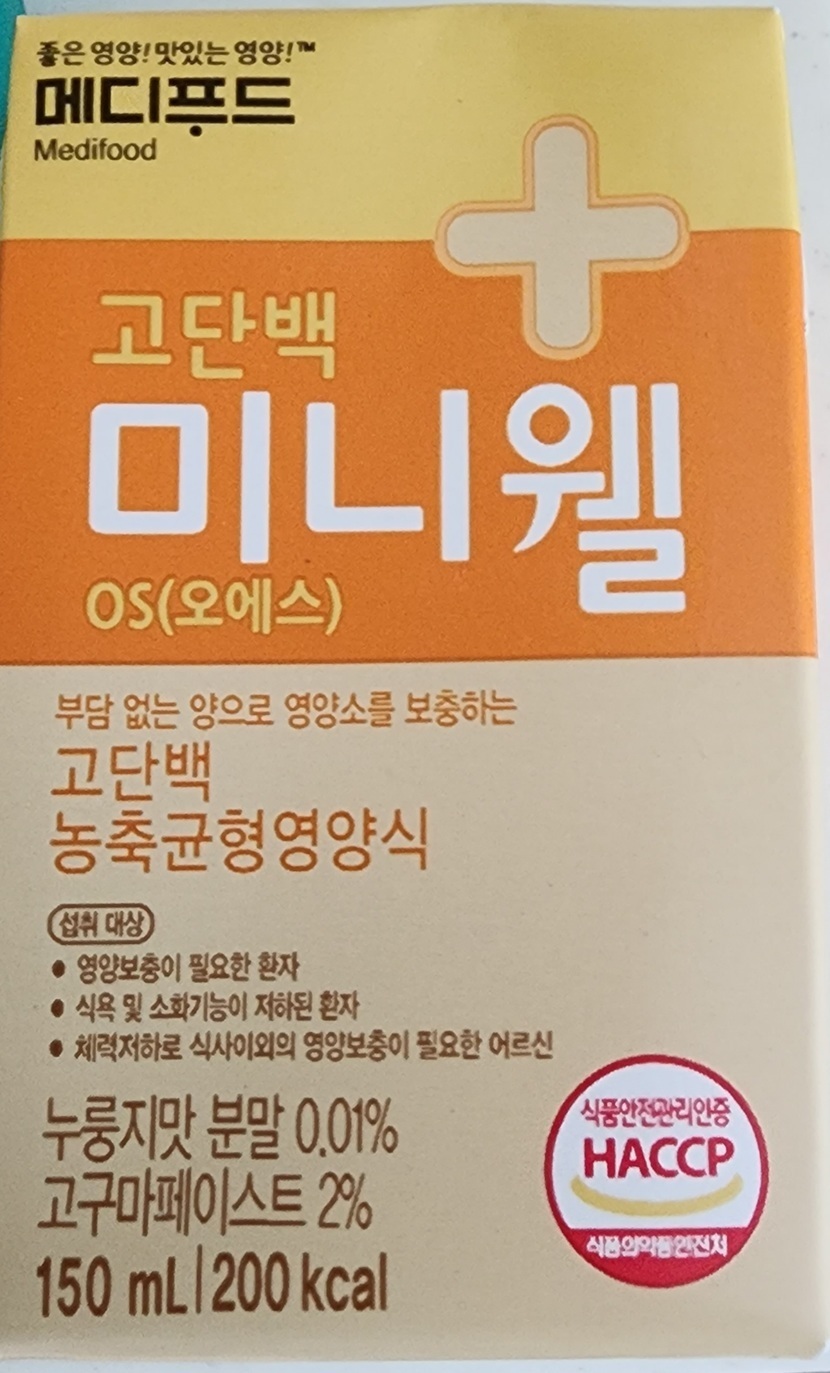 좋은 영양! 맛있는 영양!™
메디푸드
Medifood
고단백
미니웰
OS(오에스)
부담 없는 양으로 영양소를 보충하는
고단백
농축균형영양식
섭취 대상
● 영양보충이 필요한 환자
● 식욕 및 소화기능이 저하된 환자
● 체력저하로 식사이외의 영양보충이 필요한 어르신
누룽지맛 분말 0.01%
고구마페이스트 2%
150 mL | 200 kcal
식품안전관리인증
HACCP
식품의약품안전처